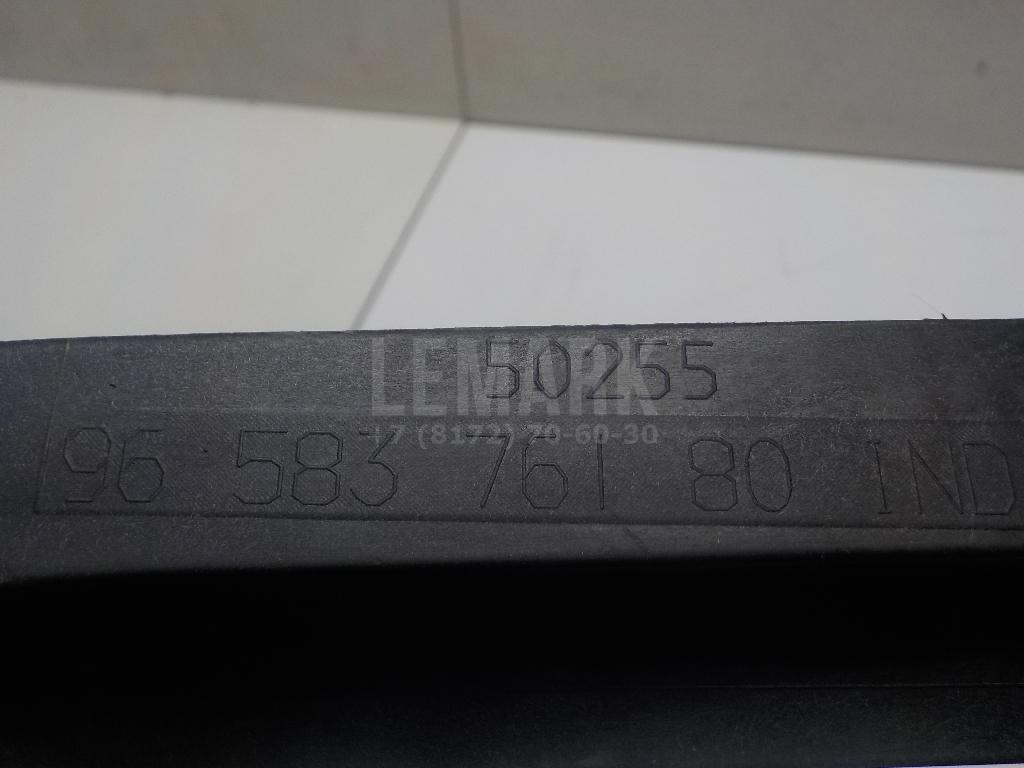 LEMARK
50255
+7 (8172) 70-60-30
96 583 761 80 IND